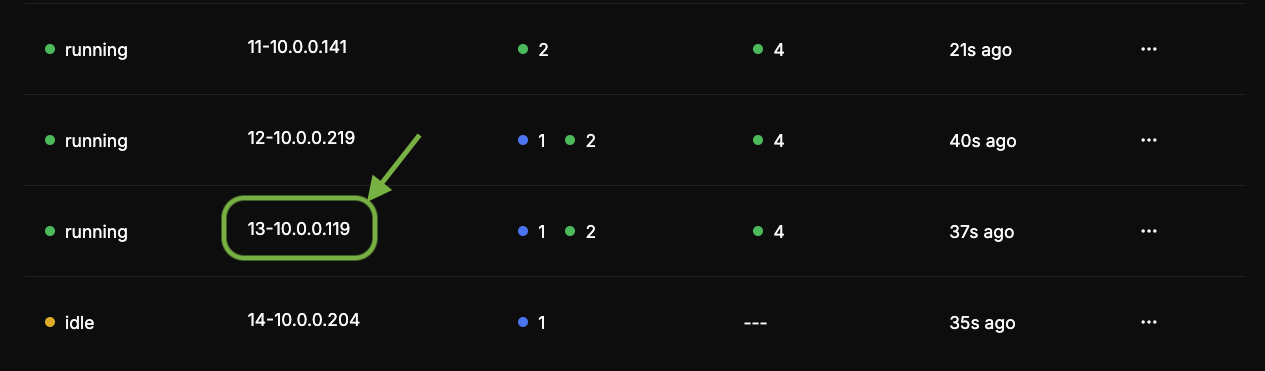 running 11-10.0.0.141 2 4 21s ago ...
running 12-10.0.0.219 1 2 4 40s ago ...
running 13-10.0.0.119 1 2 4 37s ago ...
idle 14-10.0.0.204 1 --- 35s ago ...